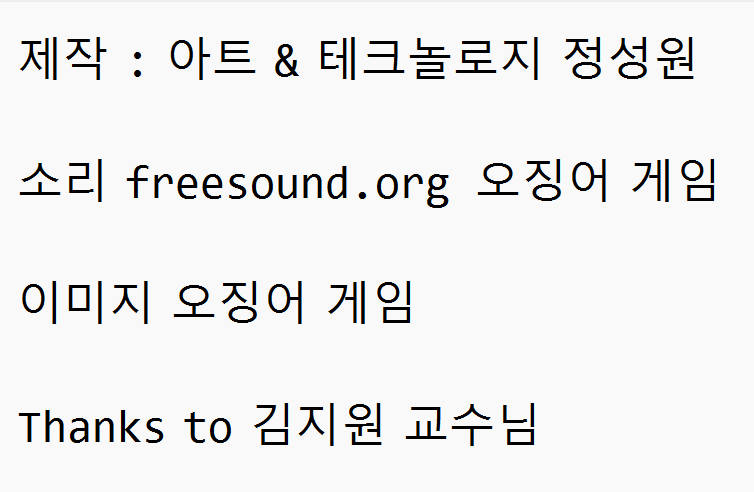 제작 : 아트 & 테크놀로지 정성원
소리 freesound.org 오징어 게임
이미지 오징어 게임
Thanks to 김지원 교수님